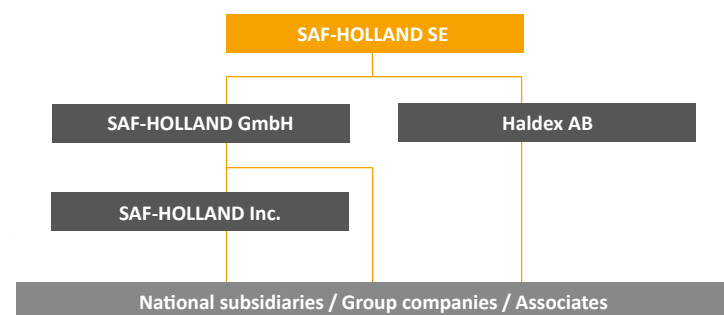 SAF-HOLLAND SE
SAF-HOLLAND GmbH
Haldex AB
SAF-HOLLAND Inc.
National subsidiaries / Group companies / Associates